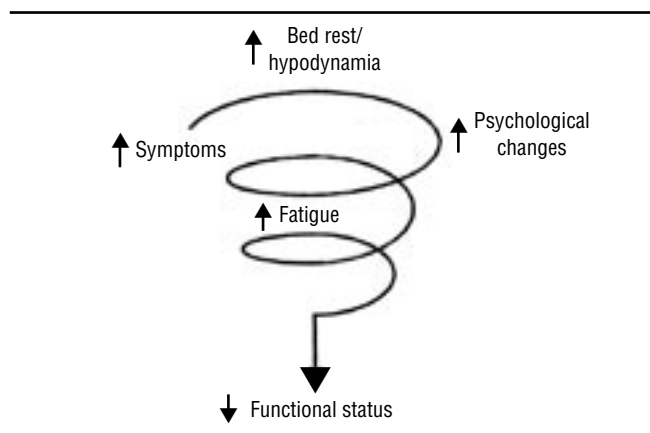 Bed rest/
hypodynamia
Psychological
changes
Symptoms
Fatigue
Functional status